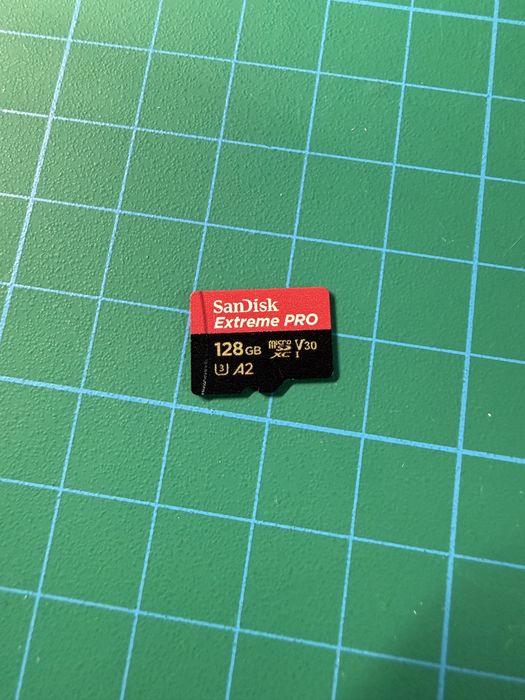 SanDisk
Extreme PRO
128GB micro SD XC I V30
3 A2